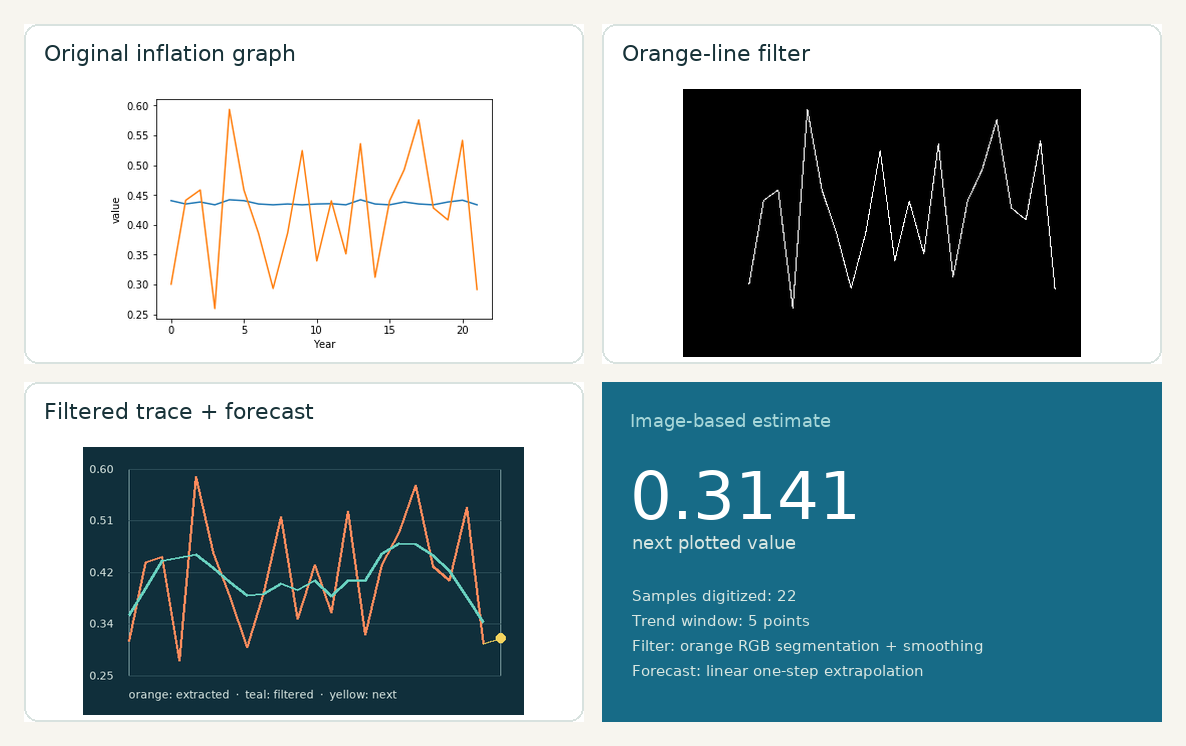 Original inflation graph
0.60
0.55
0.50
0.45
0.40
0.35
0.30
0.25
value
0
5
10
15
20
Year
Orange-line filter
Filtered trace + forecast
0.60
0.51
0.42
0.34
0.25
orange: extracted · teal: filtered · yellow: next
Image-based estimate
0.3141
next plotted value
Samples digitized: 22
Trend window: 5 points
Filter: orange RGB segmentation + smoothing
Forecast: linear one-step extrapolation